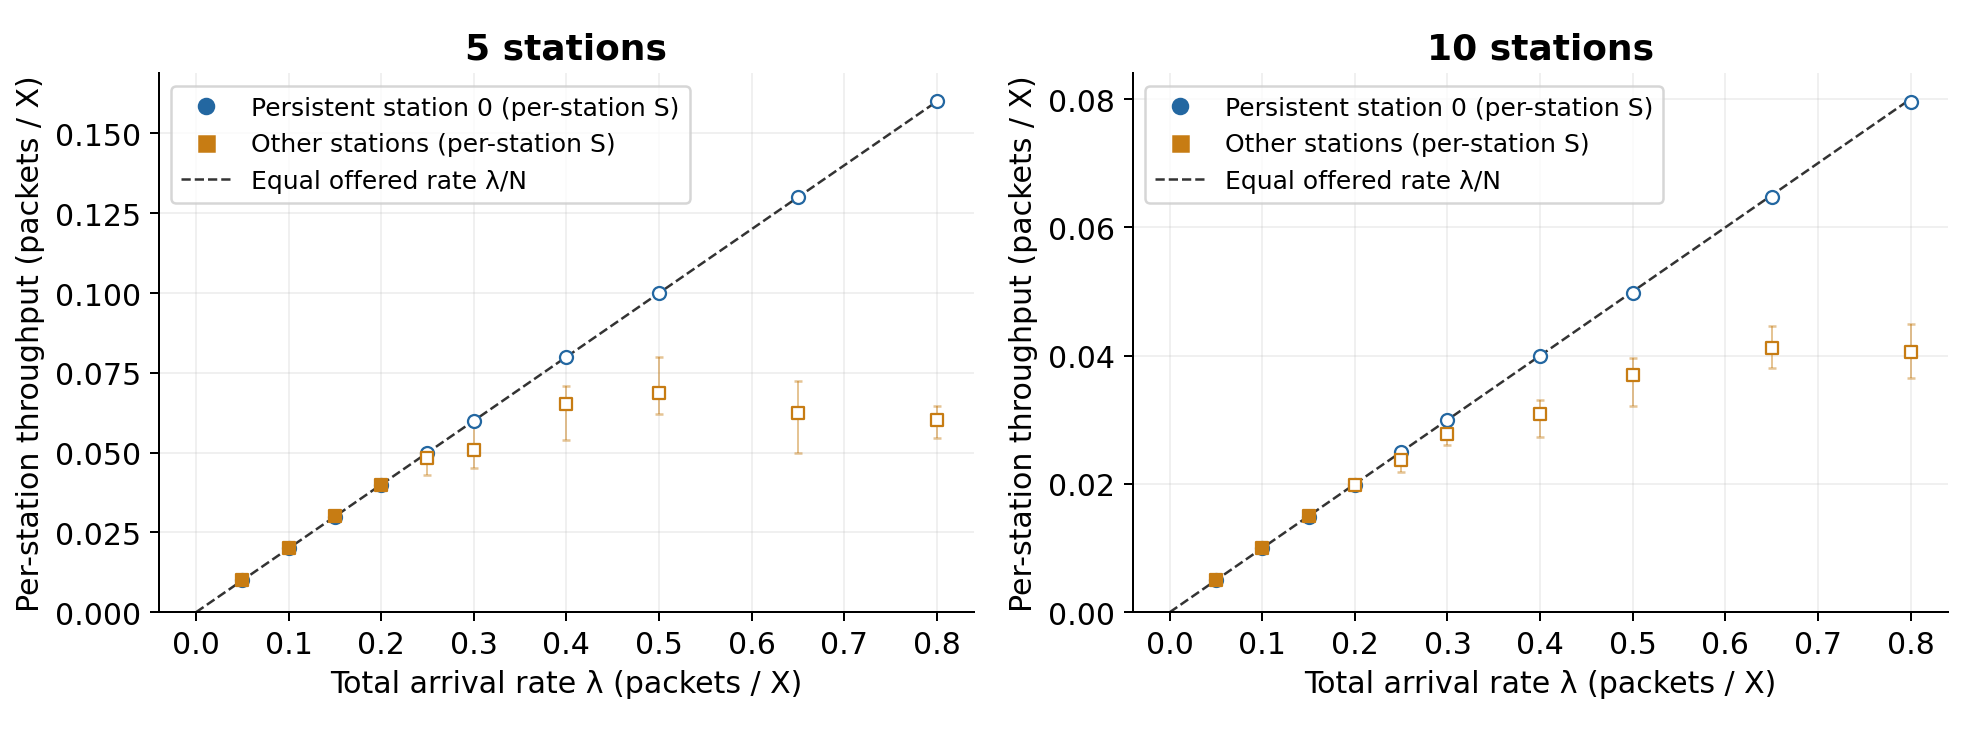 5 stations
Per-station throughput (packets / X)
Persistent station 0 (per-station S)
Other stations (per-station S)
Equal offered rate λ/N
0.150
0.125
0.100
0.075
0.050
0.025
0.000
0.0 0.1 0.2 0.3 0.4 0.5 0.6 0.7 0.8
Total arrival rate λ (packets / X)
10 stations
Per-station throughput (packets / X)
Persistent station 0 (per-station S)
Other stations (per-station S)
Equal offered rate λ/N
0.08
0.06
0.04
0.02
0.00
0.0 0.1 0.2 0.3 0.4 0.5 0.6 0.7 0.8
Total arrival rate λ (packets / X)